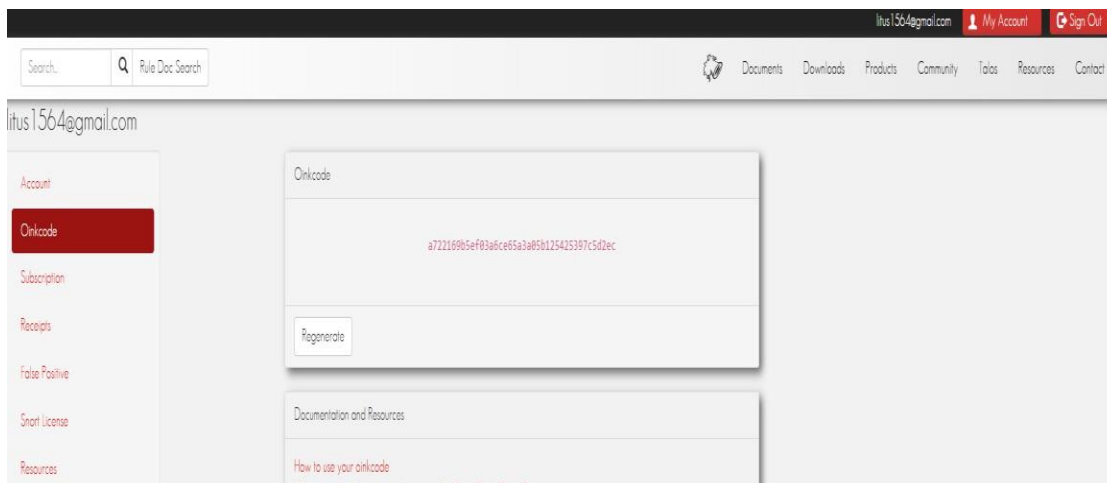 litus1564@gmail.com My Account Sign Out
Search... Rule Doc Search Documents Downloads Products Community Talos Resources Contact
litus1564@gmail.com
Account
Oinkcode
Subscription
Receipts
False Positive
Snort License
Resources
Oinkcode
a722169b5ef03a6ce65a3a05b125425397c5d2ec
Regenerate
Documentation and Resources
How to use your oinkcode